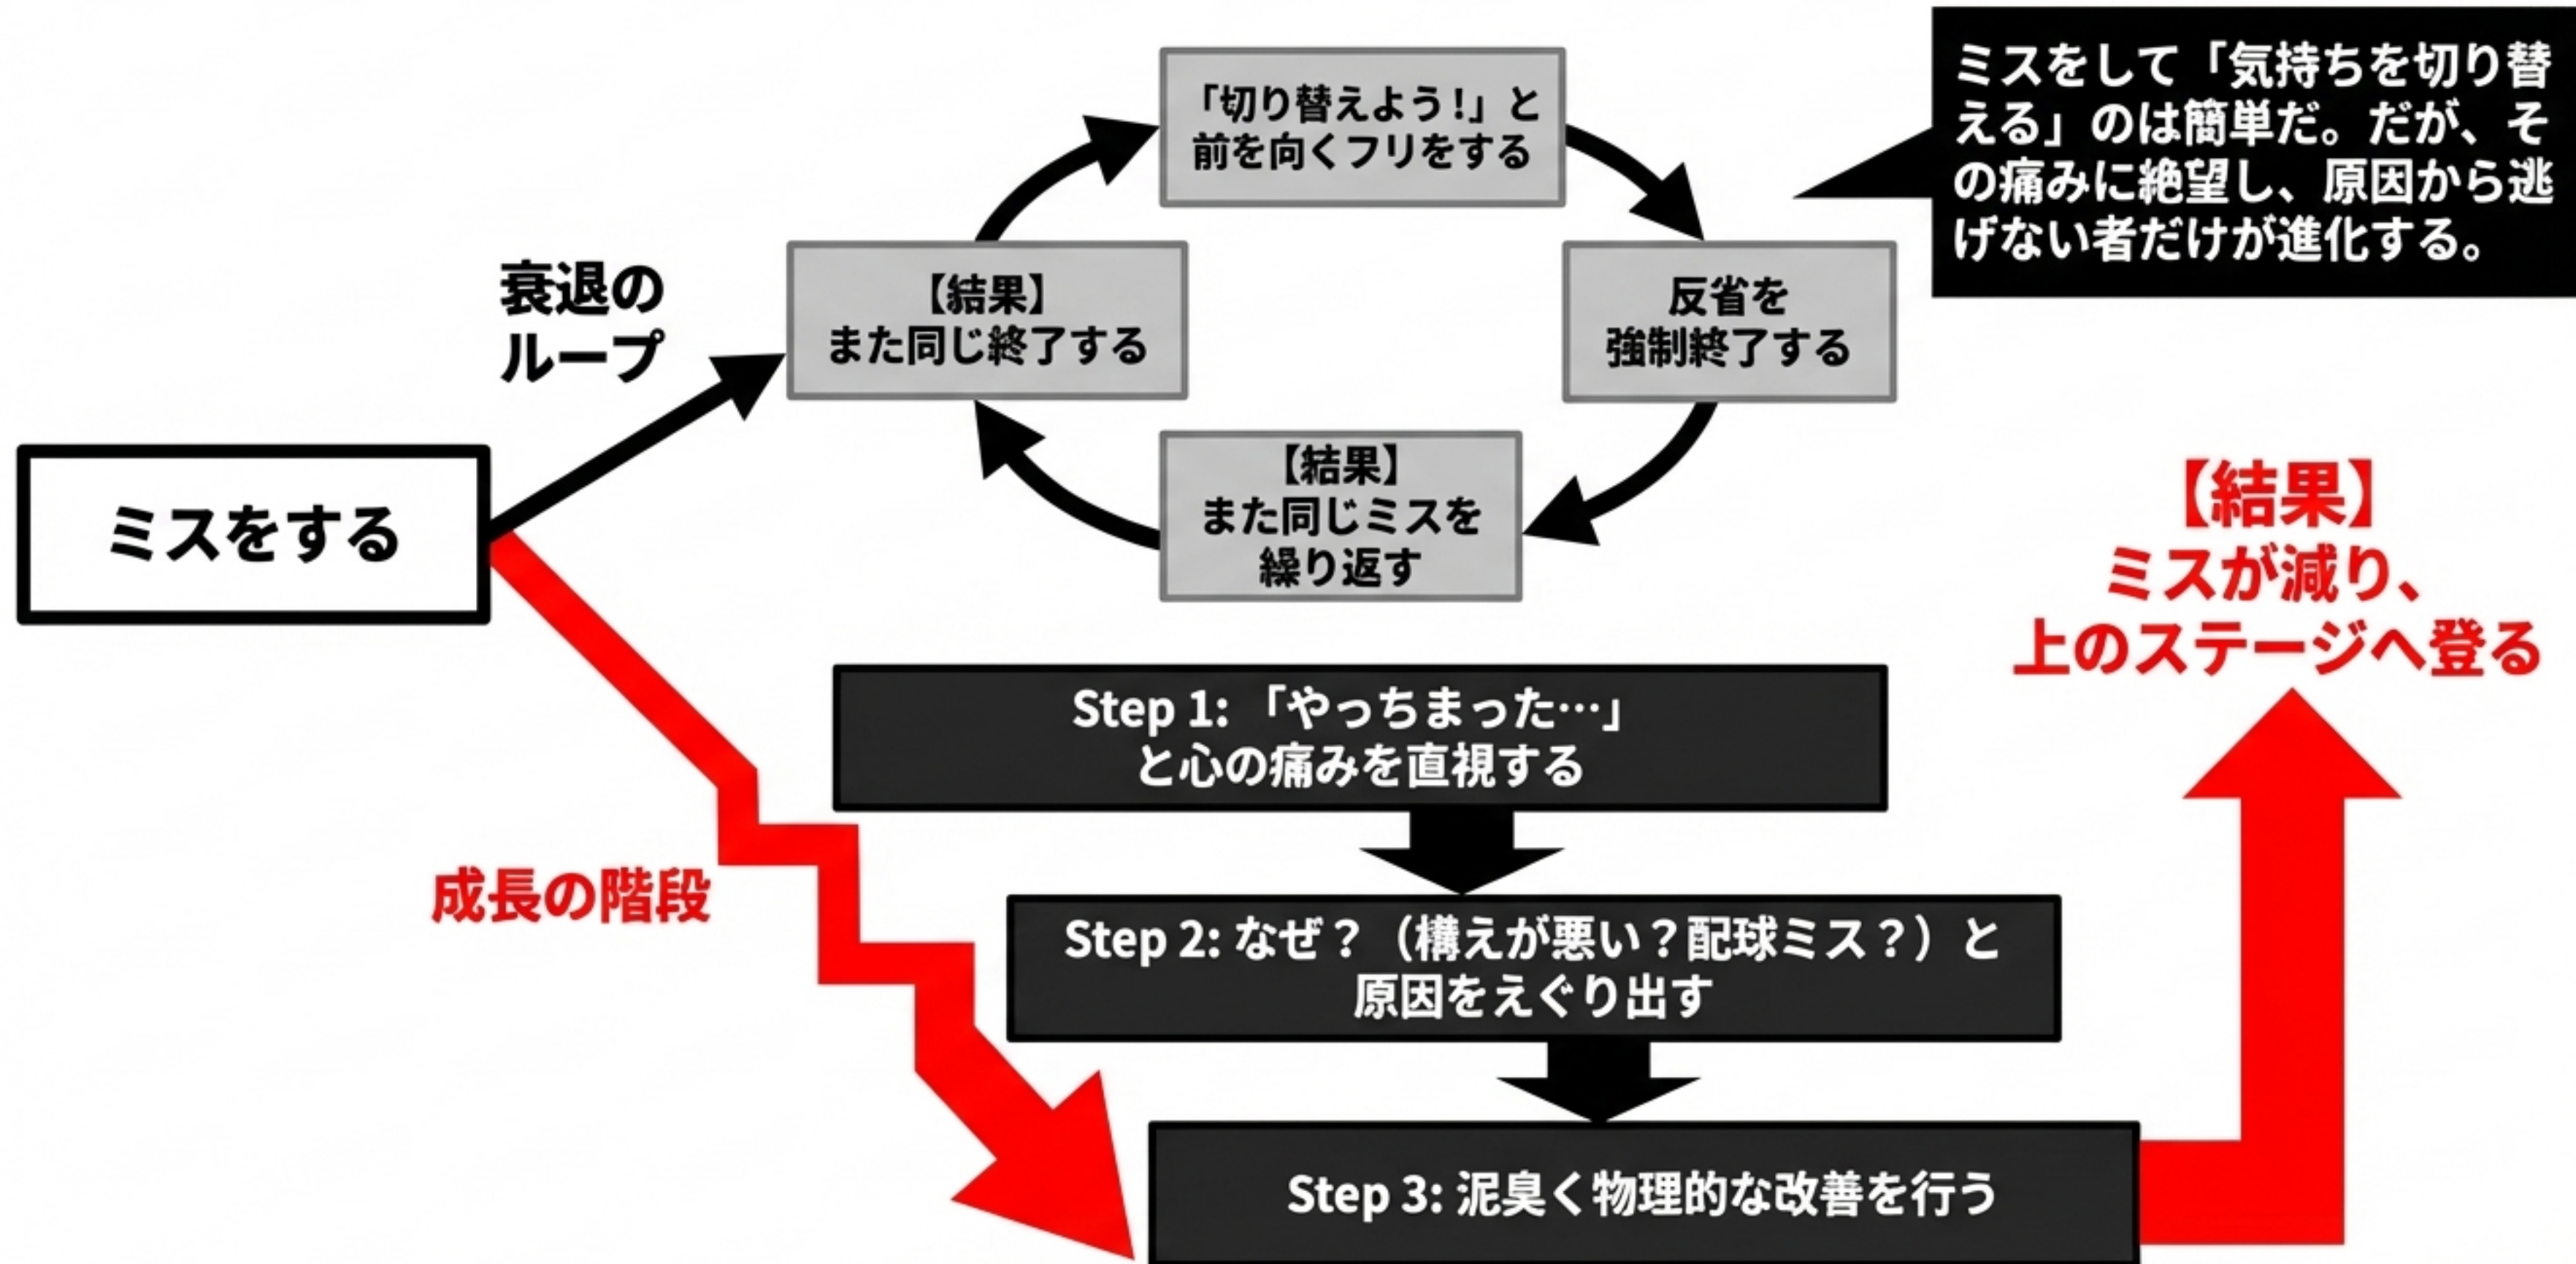 「切り替えよう!」と
前を向くフリをする
ミスをして「気持ちを切り替
える」のは簡単だ。だが、そ
の痛みに絶望し、原因から逃
げない者だけが進化する。
衰退の
ループ
【結果】
また同じ終了する
反省を
強制終了する
【結果】
また同じミスを
繰り返す
ミスをする
【結果】
ミスが減り、
上のステージへ登る
Step 1: 「やっちまった…」
と心の痛みを直視する
成長の階段
Step 2: なぜ？（構えが悪い？配球ミス？）と
原因をえぐり出す
Step 3: 泥臭く物理的な改善を行う